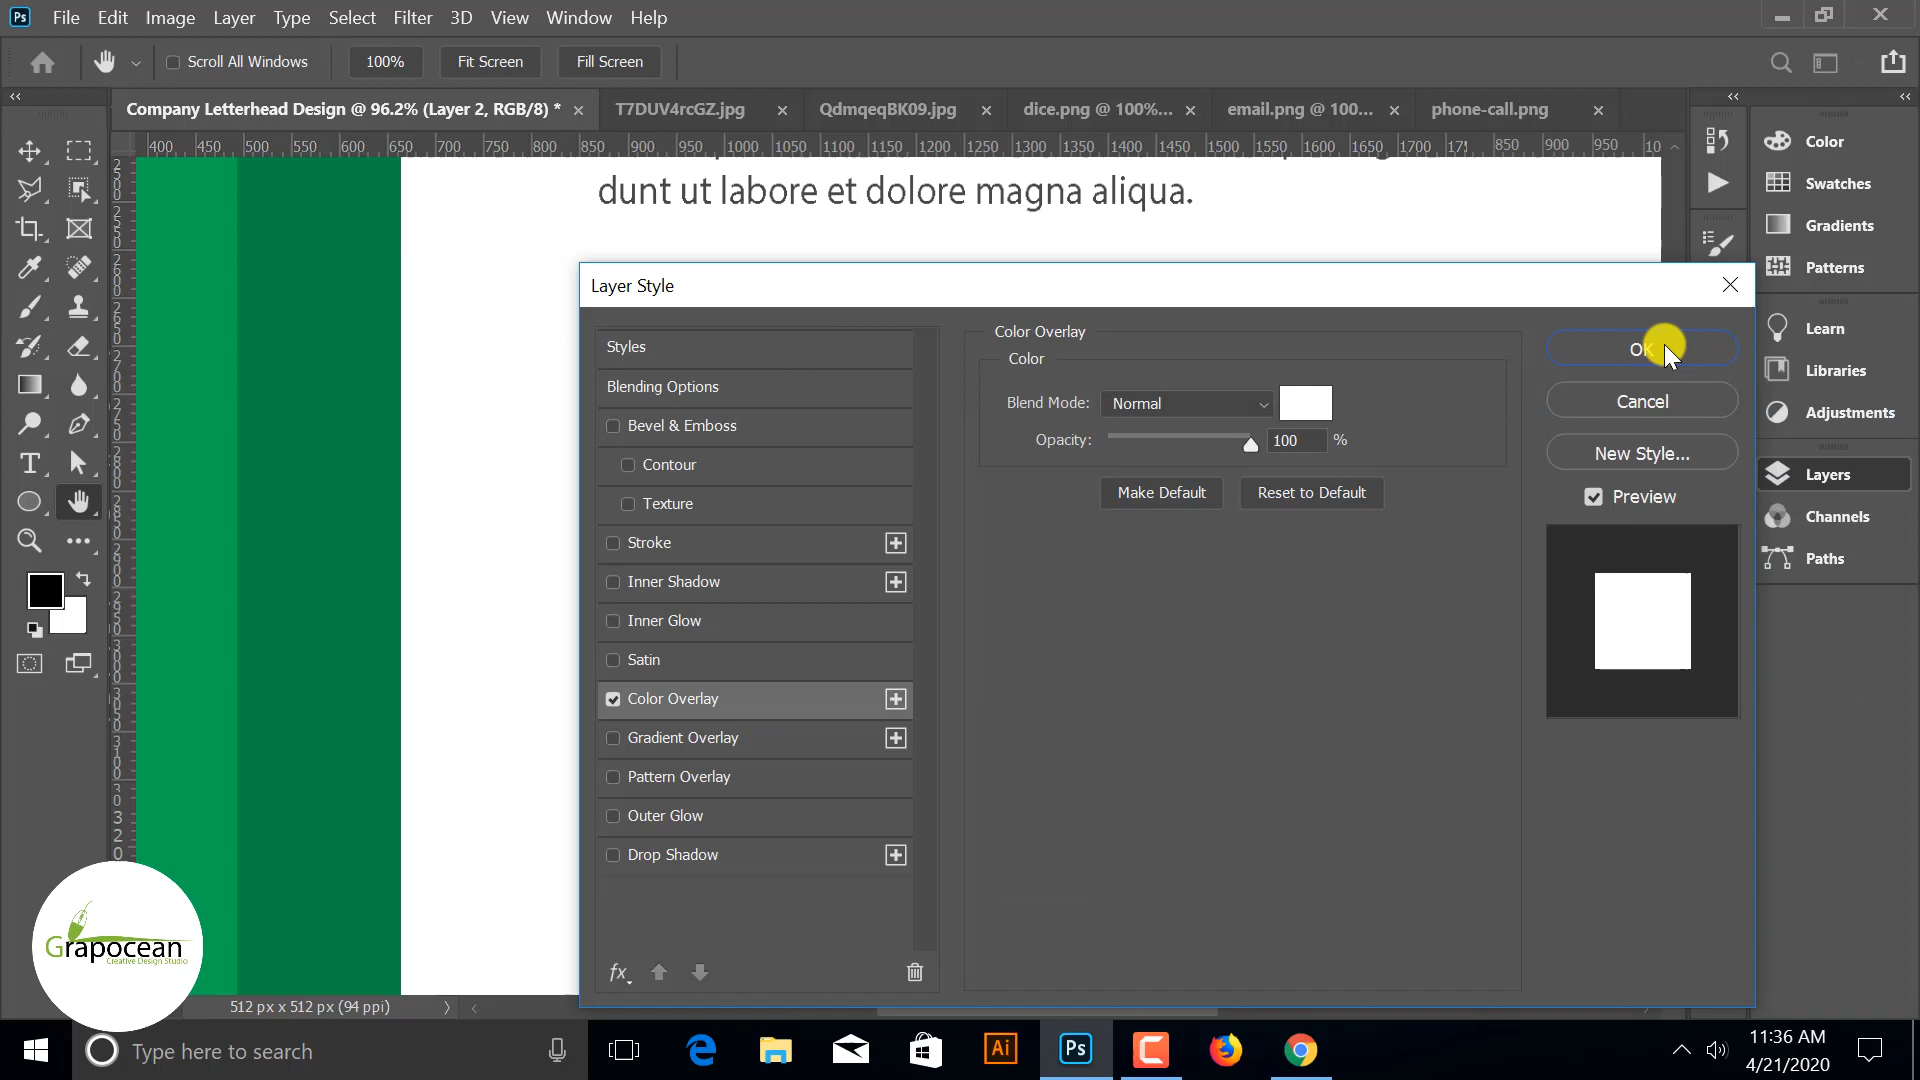 Ps File Edit Image Layer Type Select Filter 3D View Window Help
Scroll All Windows 100% Fit Screen Fill Screen
Company Letterhead Design @ 96.2% (Layer 2, RGB/8) * T7DUV4rcGZ.jpg QdmqeqBK09.jpg dice.png @ 100%... email.png @ 100... phone-call.png
400 450 500 550 600 650 700 750 800 850 900 950 1000 1050 1100 1150 1200 1250 1300 1350 1400 1450 1500 1550 1600 1650 1700 850 900 950 10
dunt ut labore et dolore magna aliqua.
Color
Swatches
Gradients
Patterns
Learn
Libraries
Adjustments
Layers
Channels
Paths
Layer Style
Styles
Blending Options
Bevel & Emboss
Contour
Texture
Stroke
Inner Shadow
Inner Glow
Satin
Color Overlay
Gradient Overlay
Pattern Overlay
Outer Glow
Drop Shadow
fx
Color Overlay
Color
Blend Mode: Normal
Opacity: 100 %
Make Default Reset to Default
OK
Cancel
New Style...
Preview
Grapocean
Creative Design Studio
512 px x 512 px (94 ppi)
Type here to search
Ai Ps
11:36 AM
4/21/2020